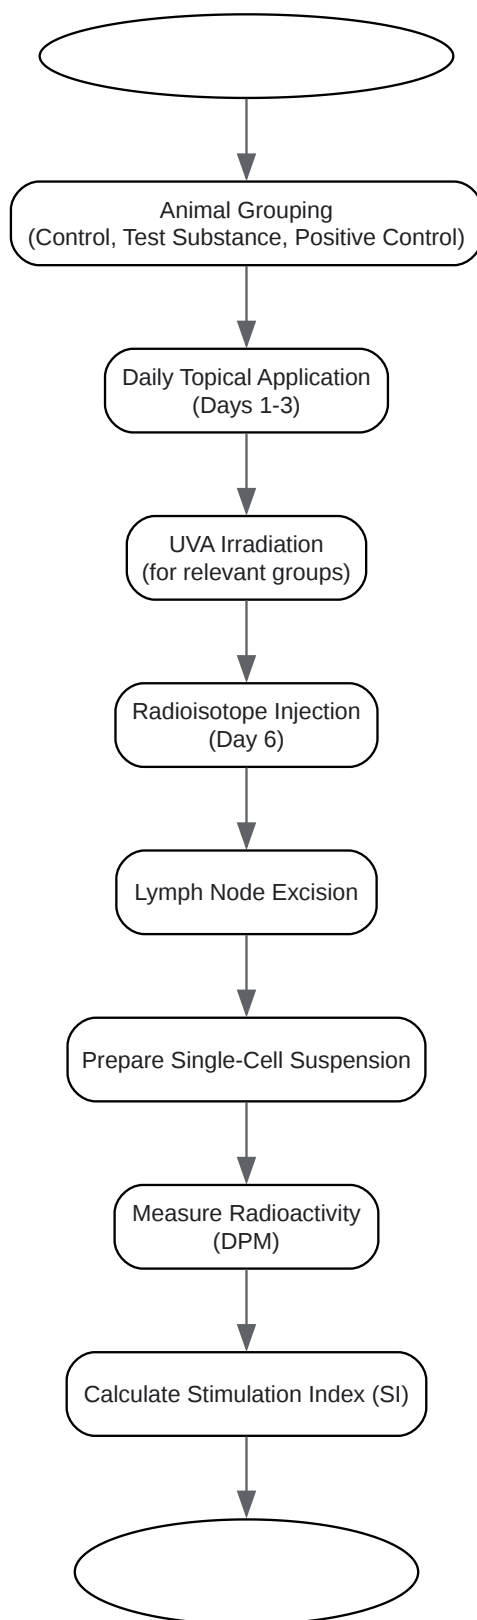 Animal Grouping
(Control, Test Substance, Positive Control)
Daily Topical Application
(Days 1-3)
UVA Irradiation
(for relevant groups)
Radioisotope Injection
(Day 6)
Lymph Node Excision
Prepare Single-Cell Suspension
Measure Radioactivity
(DPM)
Calculate Stimulation Index (SI)